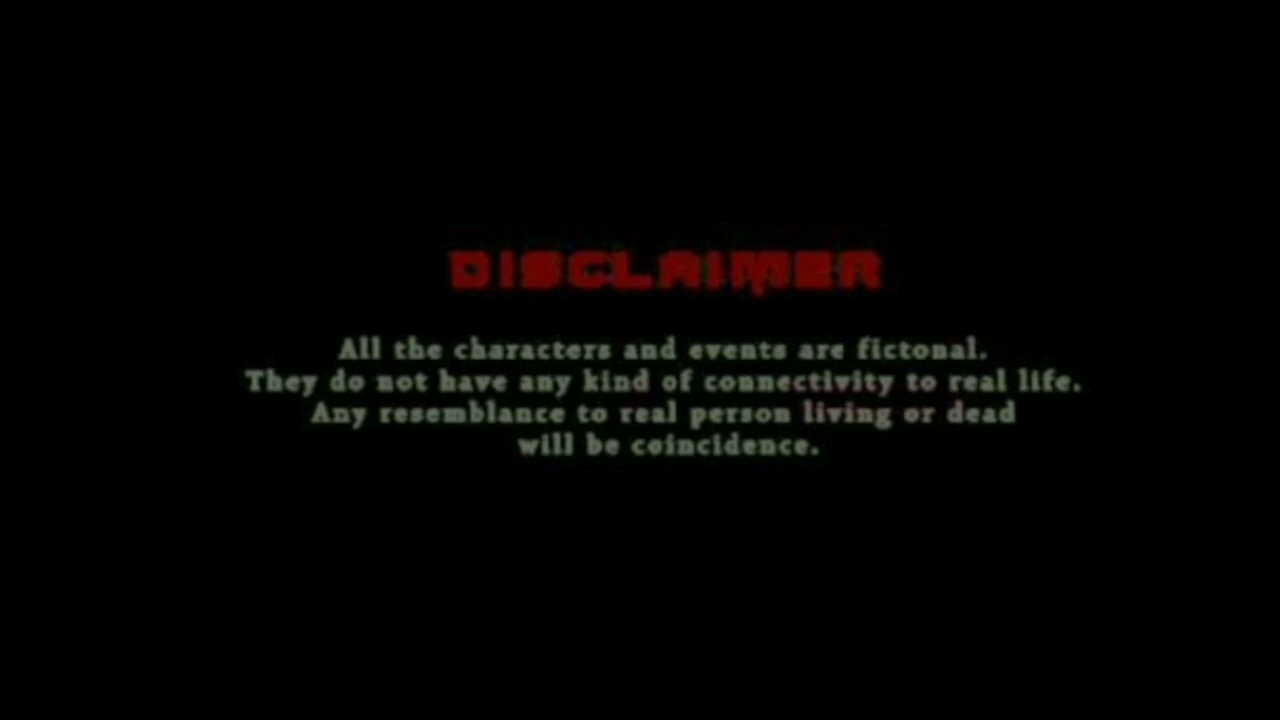 DISCLAIMER
All the characters and events are fictonal.
They do not have any kind of connectivity to real life.
Any resemblance to real person living or dead
will be coincidence.